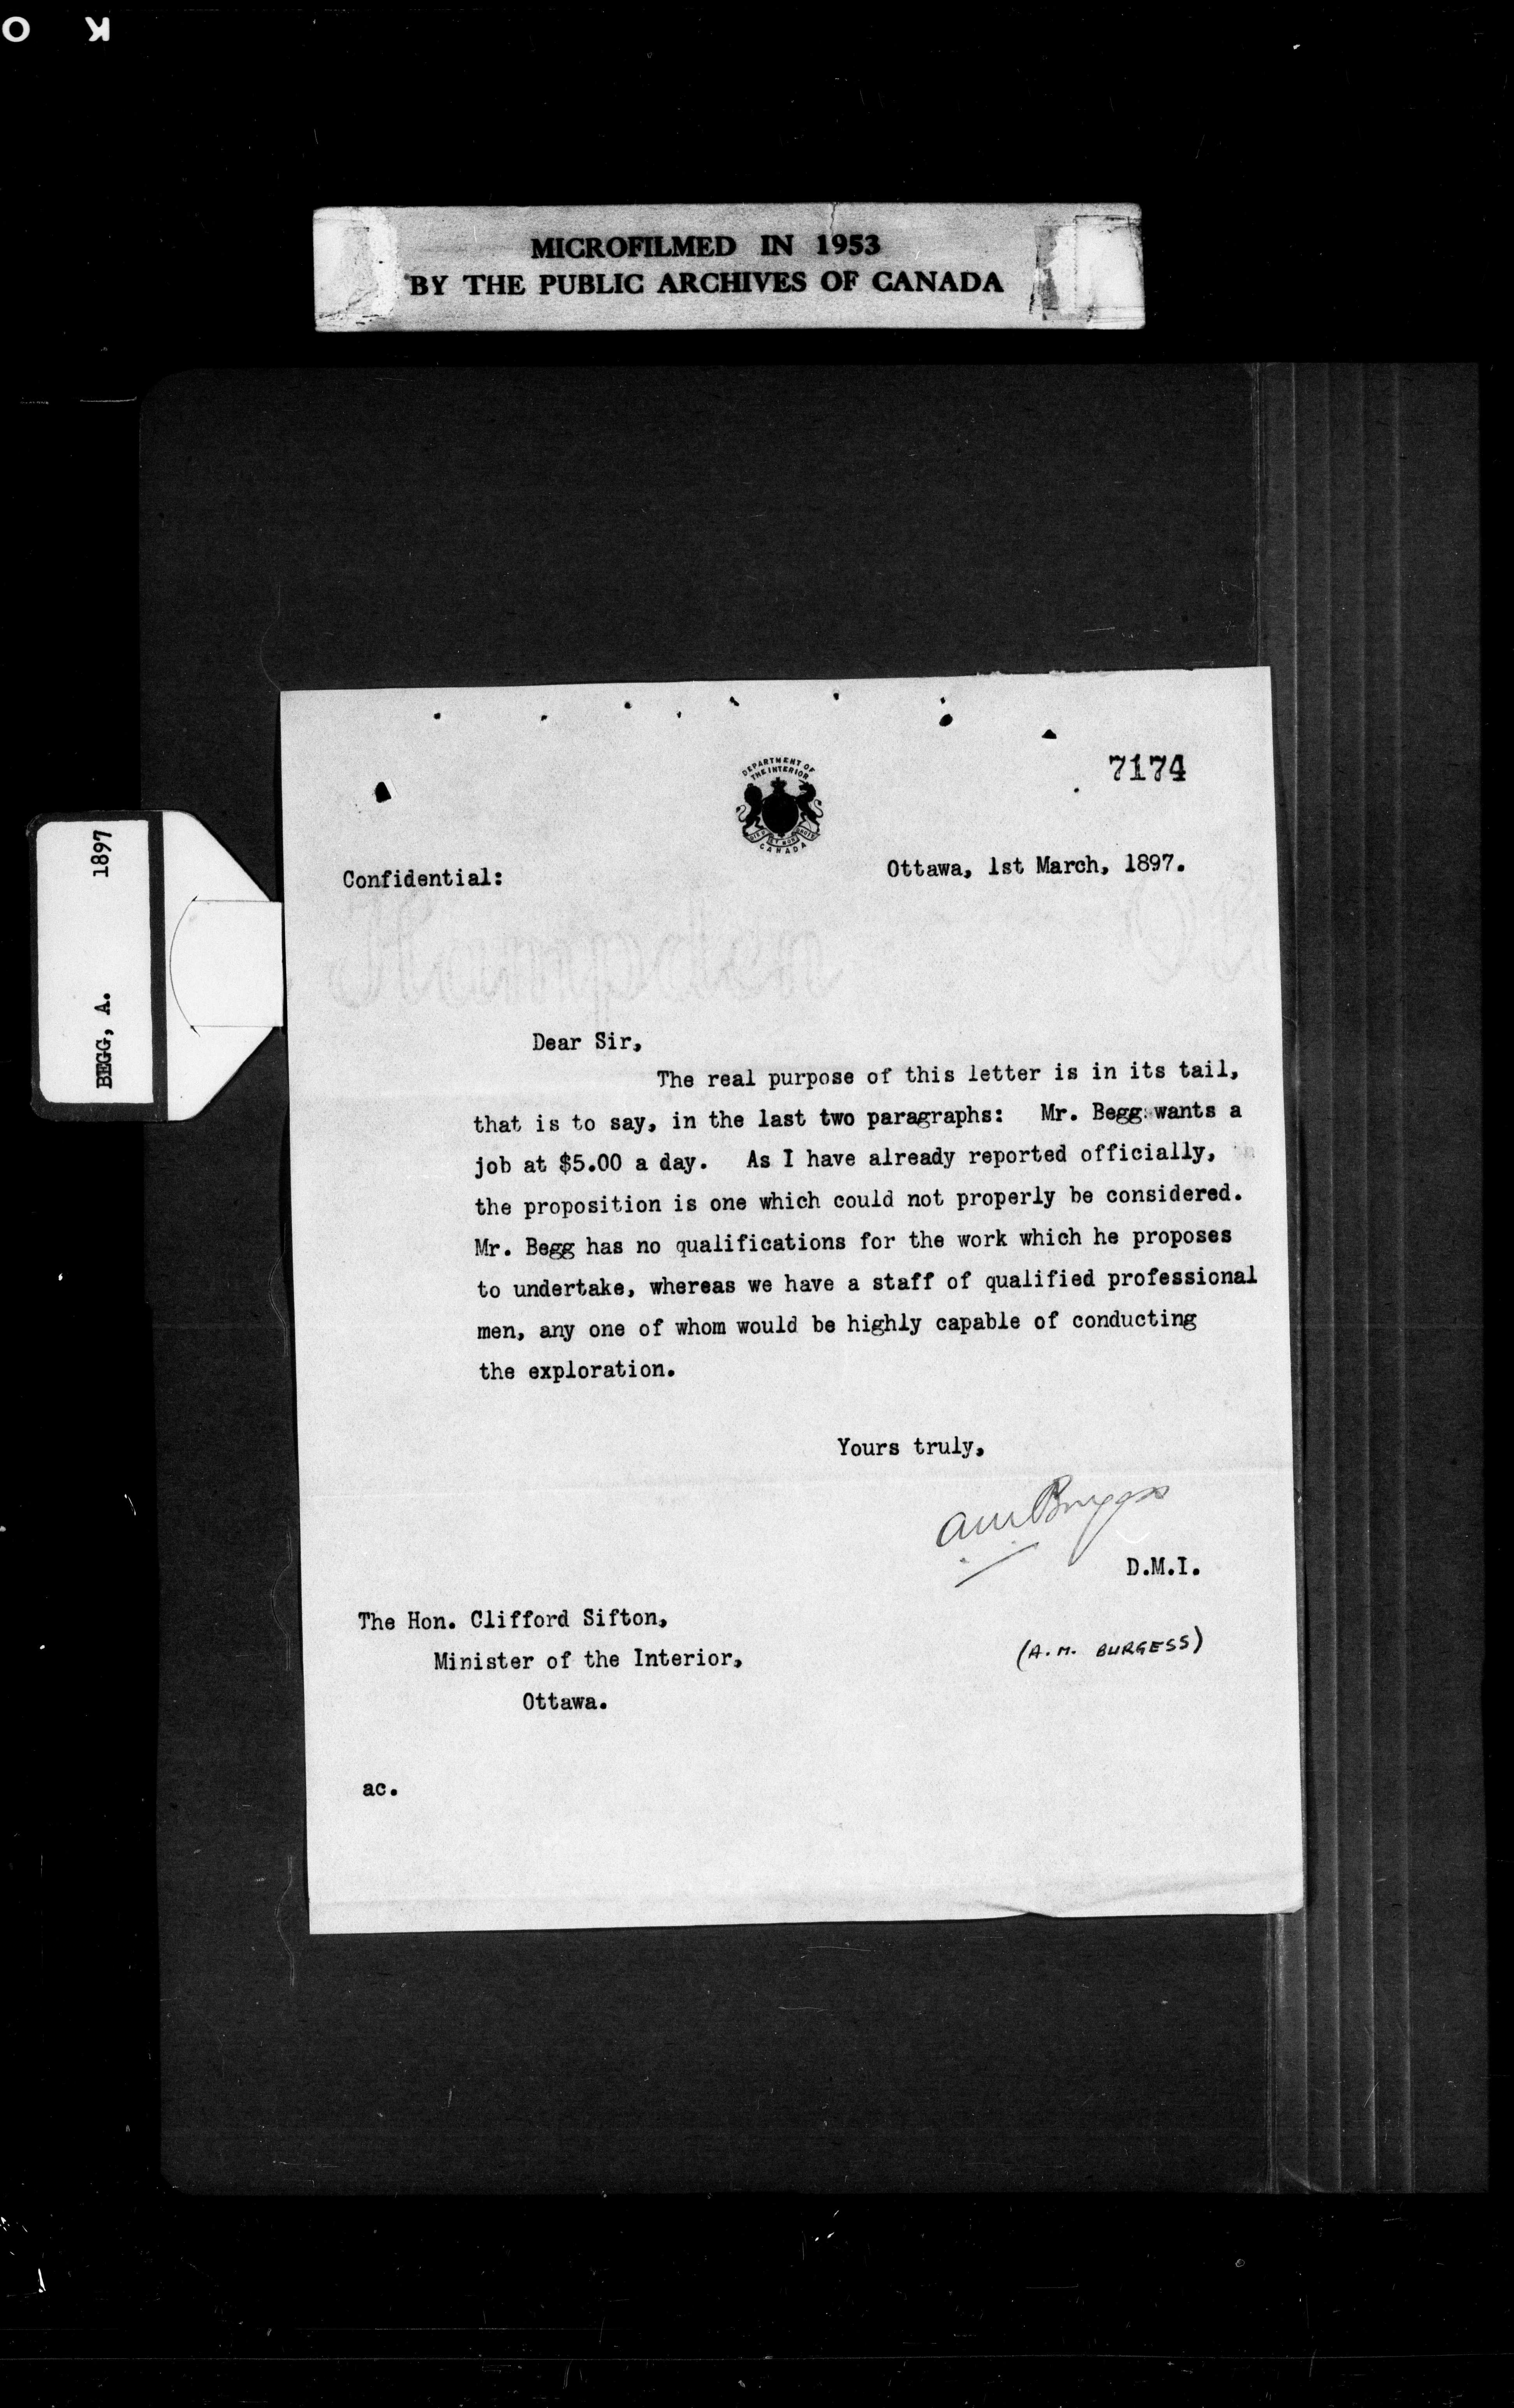 O K
MICROFILMED IN 1953
BY THE PUBLIC ARCHIVES OF CANADA
BEGG, A. 1897
7174
DEPARTMENT OF
THE INTERIOR
CANADA
Confidential:
Ottawa, 1st March, 1897.
Hampden
Dear Sir,
The real purpose of this letter is in its tail,
that is to say, in the last two paragraphs: Mr. Begg wants a
job at $5.00 a day. As I have already reported officially,
the proposition is one which could not properly be considered.
Mr. Begg has no qualifications for the work which he proposes
to undertake, whereas we have a staff of qualified professional
men, any one of whom would be highly capable of conducting
the exploration.
Yours truly,
AM Burgess
D.M.I.
The Hon. Clifford Sifton,
Minister of the Interior,
Ottawa.
(A.M. BURGESS)
ac.